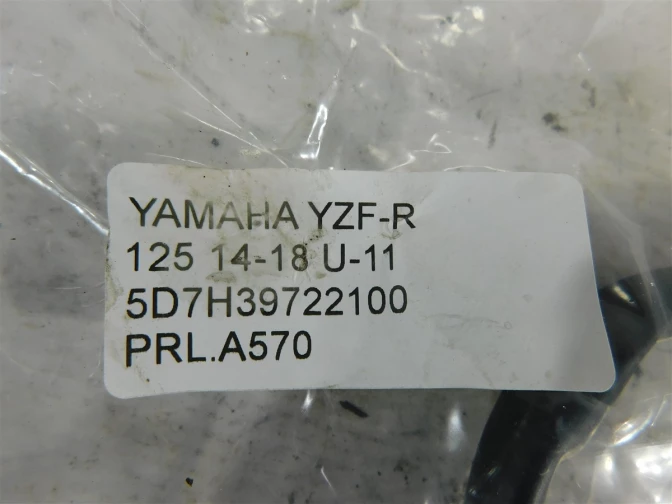 YAMAHA YZF-R
125 14-18 U-11
5D7H39722100
PRL.A570